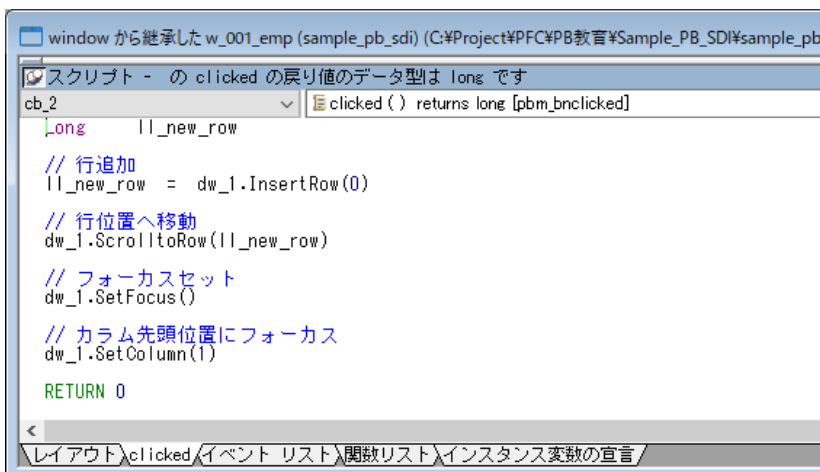 window から継承した w_001_emp (sample_pb_sdi) (C:¥Project¥PFC¥PB教育¥Sample_PB_SDI¥sample_pb
スクリプト - の clicked の戻り値のデータ型は long です
cb_2 clicked ( ) returns long [pbm_bnclicked]
Long ll_new_row
// 行追加
ll_new_row = dw_1.InsertRow(0)
// 行位置へ移動
dw_1.ScrolltoRow(ll_new_row)
// フォーカスセット
dw_1.SetFocus()
// カラム先頭位置にフォーカス
dw_1.SetColumn(1)
RETURN 0
レイアウト clicked イベント リスト 関数リスト インスタンス変数の宣言